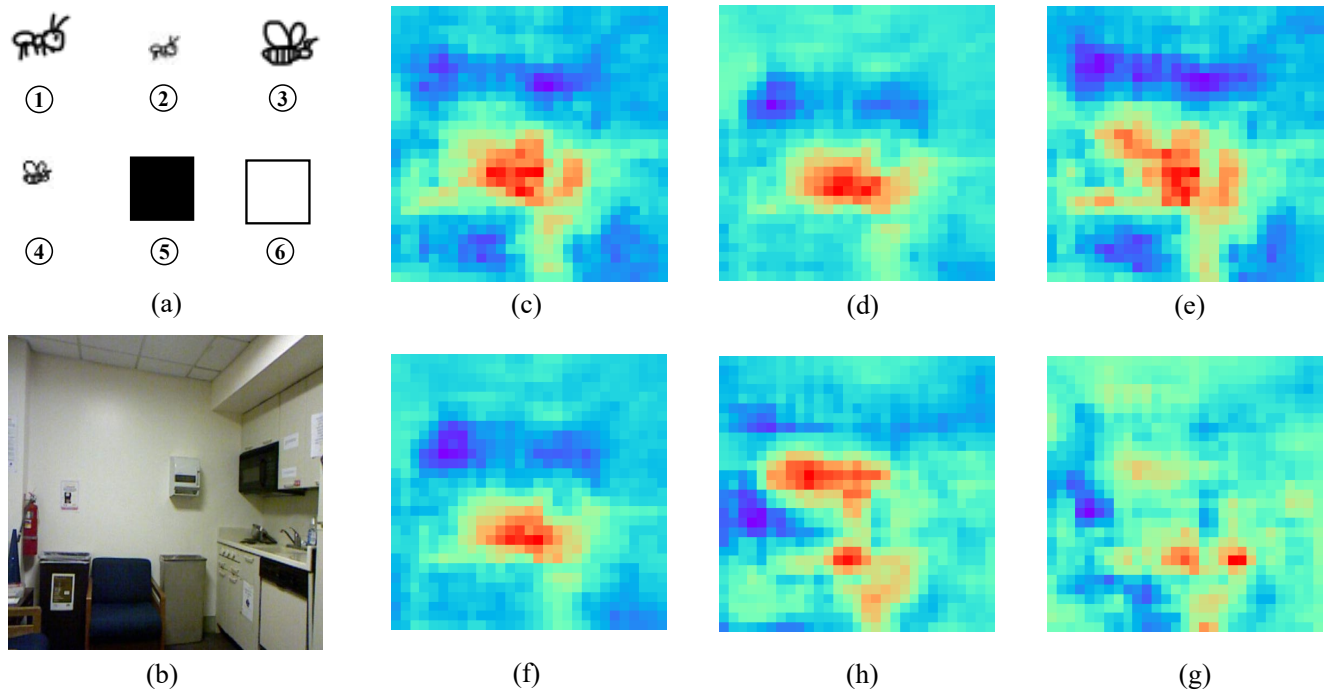 ① ② ③
④ ⑤ ⑥
(a)
(c) (d) (e)
(b)
(f) (h) (g)